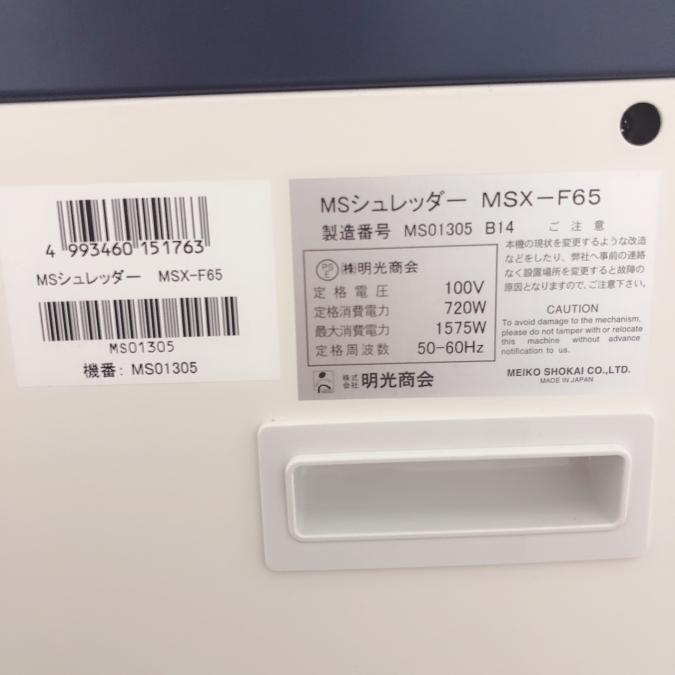 4 993460 151763
MSシュレッダー MSX-F65
MS01305
機番: MS01305
MSシュレッダー MSX-F65
製造番号 MS01305 B14
PSE ㈱明光商会
定格電圧 100V
定格消費電力 720W
最大消費電力 1575W
定格周波数 50-60Hz
株式会社 明光商会
ご注意
本機の現状を変更するような改造
などをしたり、弊社へ事前の連絡
なく設置場所を変更すると故障の
原因となりますので、ご注意下さい。
CAUTION
To avoid damage to the mechanism,
please do not tamper with or relocate
this machine without advance
notification to us.
MEIKO SHOKAI CO.,LTD.
MADE IN JAPAN